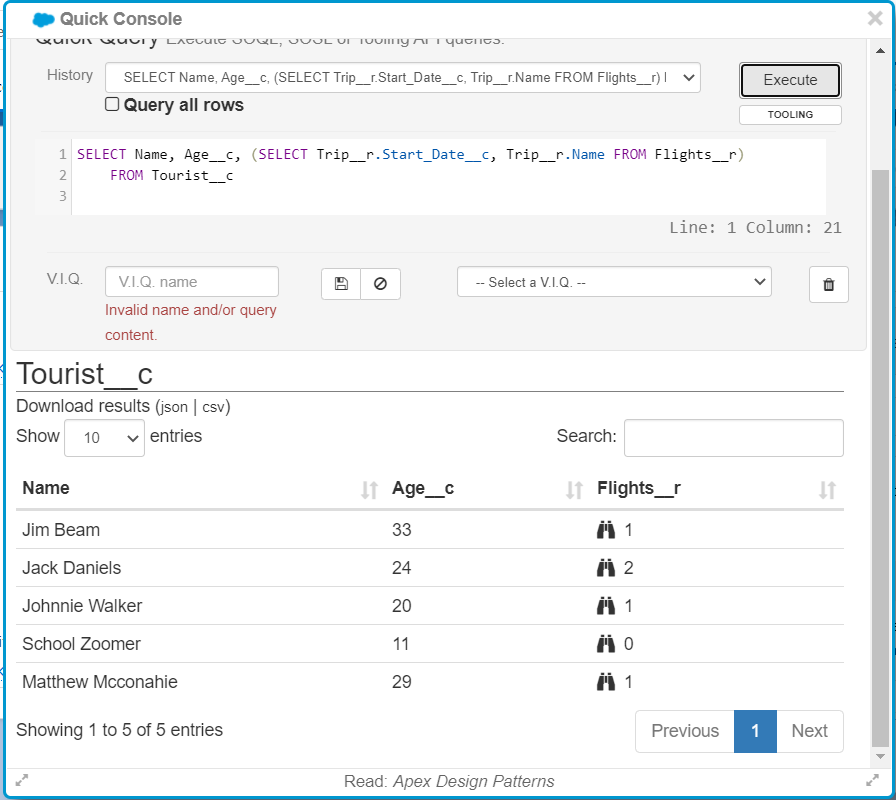 Quick Console
Quick Query Execute SOQL, SOSL or Tooling API queries.
History
SELECT Name, Age__c, (SELECT Trip__r.Start_Date__c, Trip__r.Name FROM Flights__r)
Execute
Query all rows
TOOLING
1 SELECT Name, Age__c, (SELECT Trip__r.Start_Date__c, Trip__r.Name FROM Flights__r)
2 FROM Tourist__c
3
Line: 1 Column: 21
V.I.Q.
V.I.Q. name
-- Select a V.I.Q. --
Invalid name and/or query
content.
Tourist__c
Download results (json | csv)
Show 10 entries
Search:
Name Age__c Flights__r
Jim Beam 33 1
Jack Daniels 24 2
Johnnie Walker 20 1
School Zoomer 11 0
Matthew Mcconahie 29 1
Showing 1 to 5 of 5 entries
Previous 1 Next
Read: Apex Design Patterns